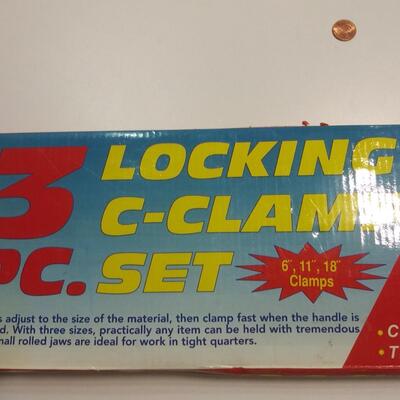 3 LOCKING
C-CLAM
PC. SET
6", 11", 18"
Clamps
s adjust to the size of the material, then clamp fast when the handle is
d. With three sizes, practically any item can be held with tremendous
mall rolled jaws are ideal for work in tight quarters.
• C
• T